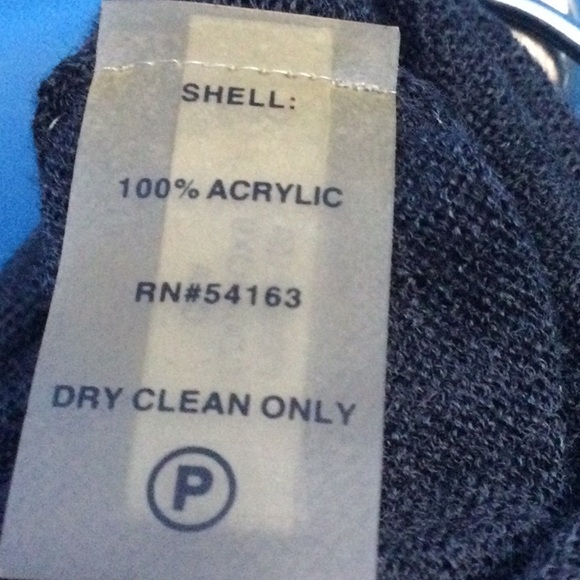 SHELL:
100% ACRYLIC
RN#54163
DRY CLEAN ONLY
P